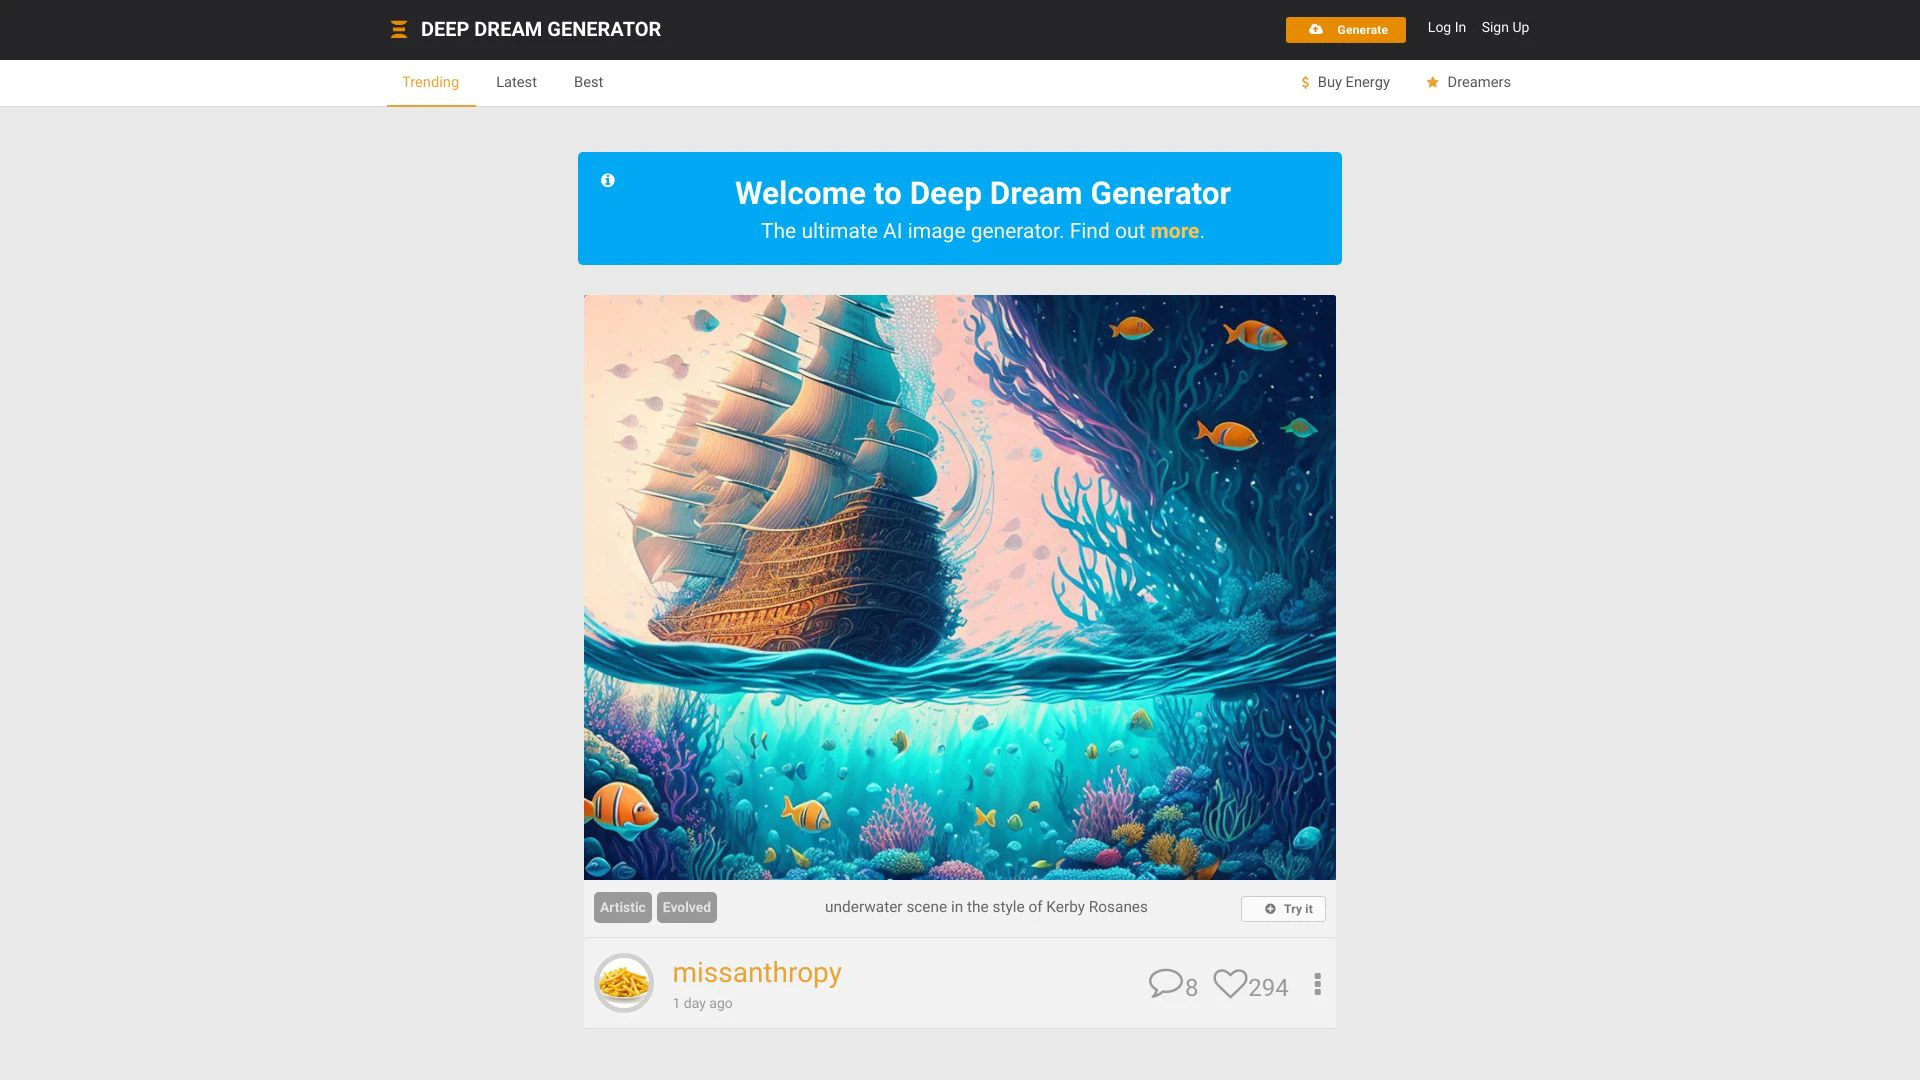 DEEP DREAM GENERATOR
Generate
Log In
Sign Up
Trending
Latest
Best
$ Buy Energy
Dreamers
Welcome to Deep Dream Generator
The ultimate AI image generator. Find out more.
Artistic
Evolved
underwater scene in the style of Kerby Rosanes
Try it
missanthropy
8
294
1 day ago